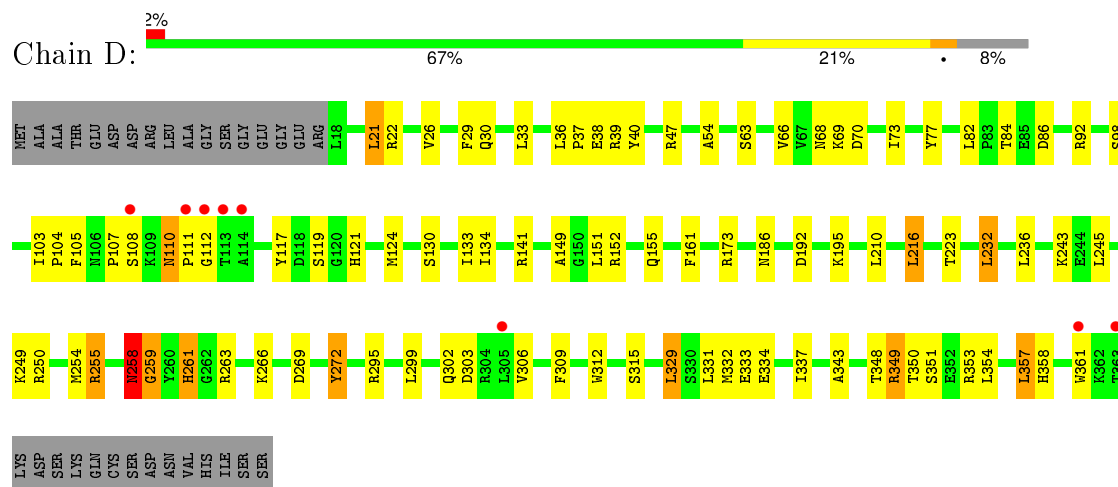 2%
Chain D:
67% 21% • 8%
MET ALA ALA THR GLU ASP ASP ARG LEU ALA GLY SER GLY GLU GLY GLU ARG L18 L21 R22 V26 F29 Q30 L33 L36 P37 E38 R39 Y40 R47 A54 S63 V66 V67 N68 K69 D70 I73 Y77 L82 P83 T84 E85 D86 R92 S98
I103 P104 F105 N106 P107 S108 K109 N110 P111 G112 T113 A114 Y117 D118 S119 G120 H121 M124 S130 I133 I134 R141 A149 G150 L151 R152 Q155 F161 R173 N186 D192 K195 L210 L216 T223 L232 L236 K243 E244 L245
K249 R250 M254 R255 N258 G259 Y260 H261 G262 R263 K266 D269 Y272 R295 L299 Q302 D303 R304 L305 V306 F309 W312 S315 L329 S330 L331 M332 E333 E334 I337 A343 T348 R349 T350 S351 E352 R353 L354 L357 H358 W361 K362 T363
LYS ASP SER LYS GLN CYS SER ASP ASN VAL HIS ILE SER SER